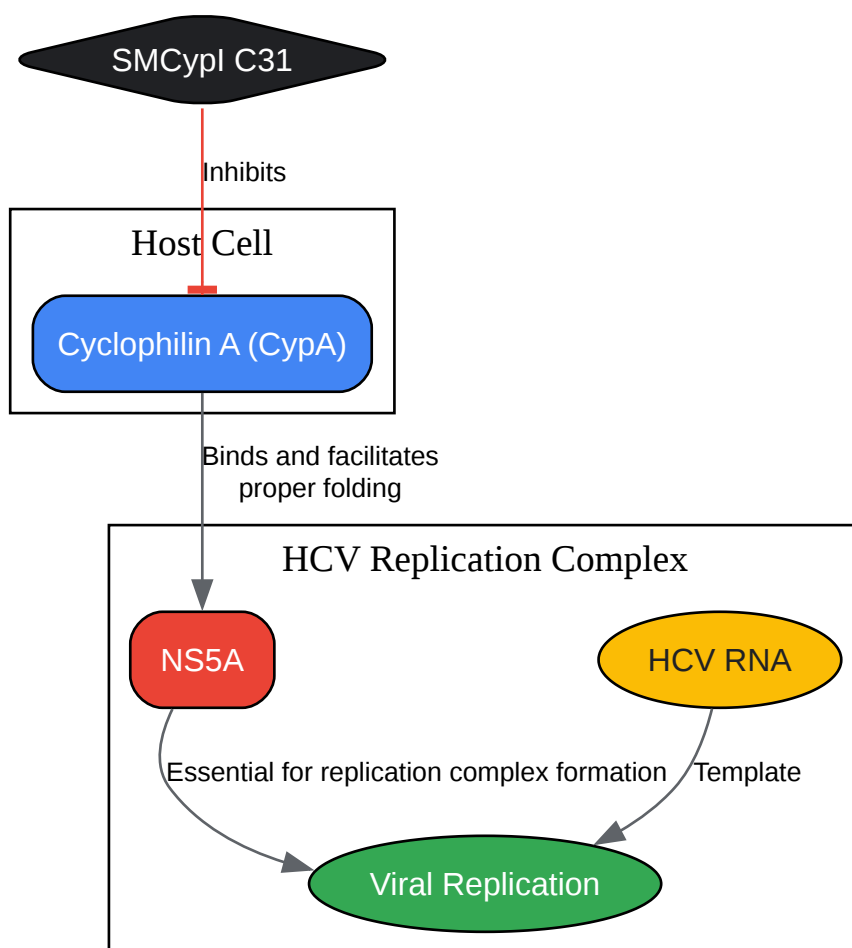 SMCypI C31
Inhibits
Host Cell
Cyclophilin A (CypA)
Binds and facilitates
proper folding
HCV Replication Complex
NS5A
HCV RNA
Essential for replication complex formation
Template
Viral Replication